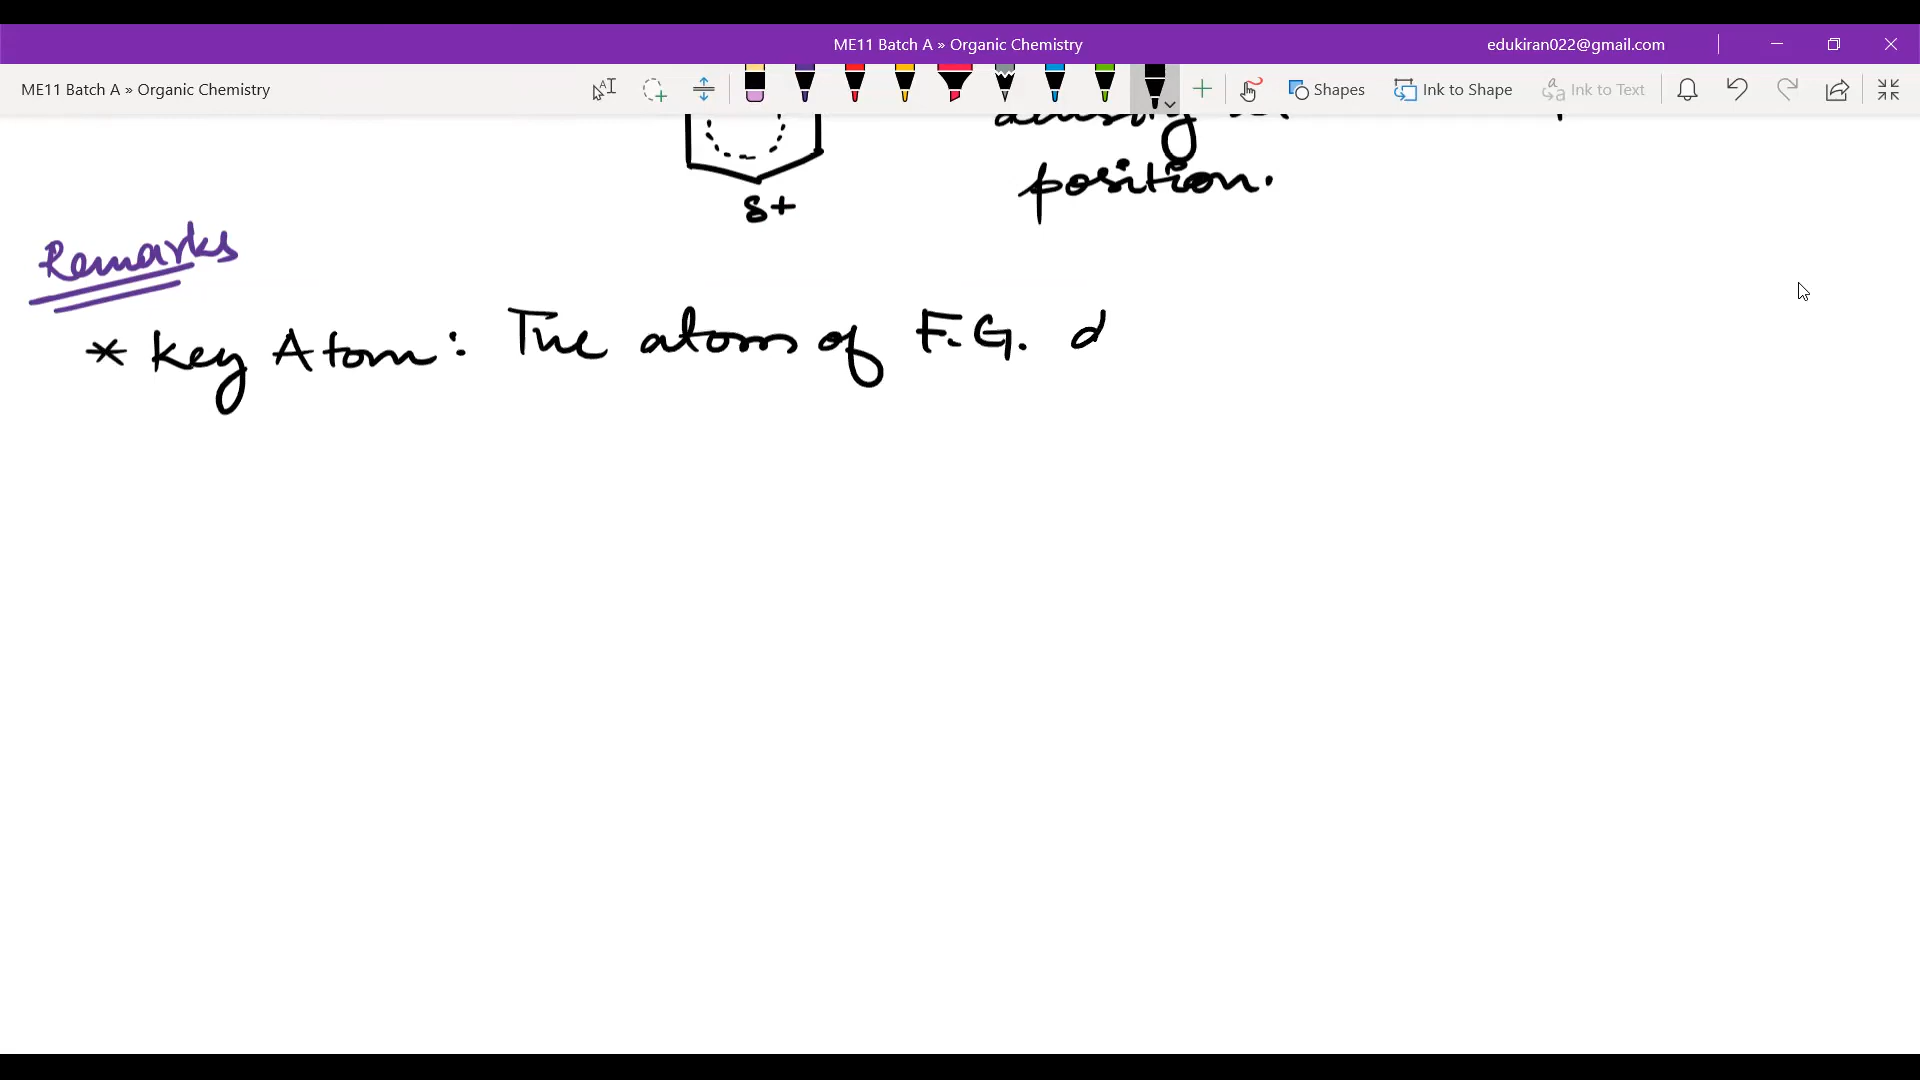 ME11 Batch A » Organic Chemistry
edukiran022@gmail.com
ME11 Batch A » Organic Chemistry
Shapes
Ink to Shape
Ink to Text
position.
δ+
Remarks
* Key Atom: The atom of F.G. d